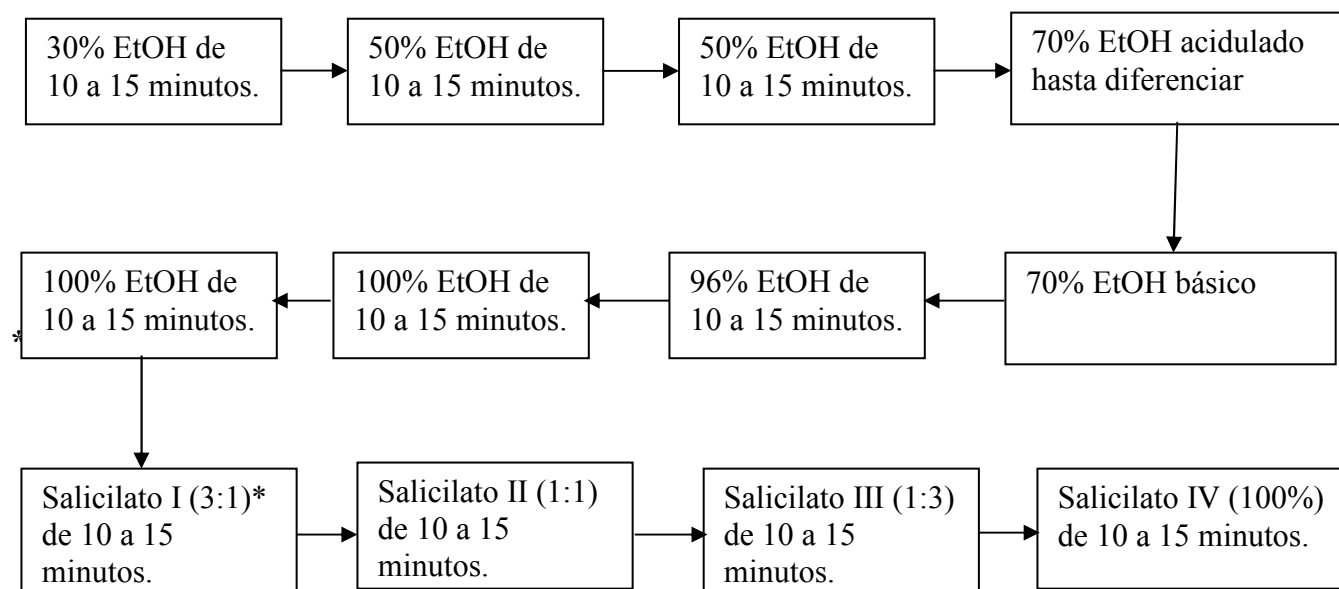 30% EtOH de
10 a 15 minutos.
50% EtOH de
10 a 15 minutos.
50% EtOH de
10 a 15 minutos.
70% EtOH acidulado
hasta diferenciar
70% EtOH básico
96% EtOH de
10 a 15 minutos.
100% EtOH de
10 a 15 minutos.
100% EtOH de
10 a 15 minutos.
*
Salicilato I (3:1)*
de 10 a 15
minutos.
Salicilato II (1:1)
de 10 a 15
minutos.
Salicilato III (1:3)
de 10 a 15
minutos.
Salicilato IV (100%)
de 10 a 15 minutos.